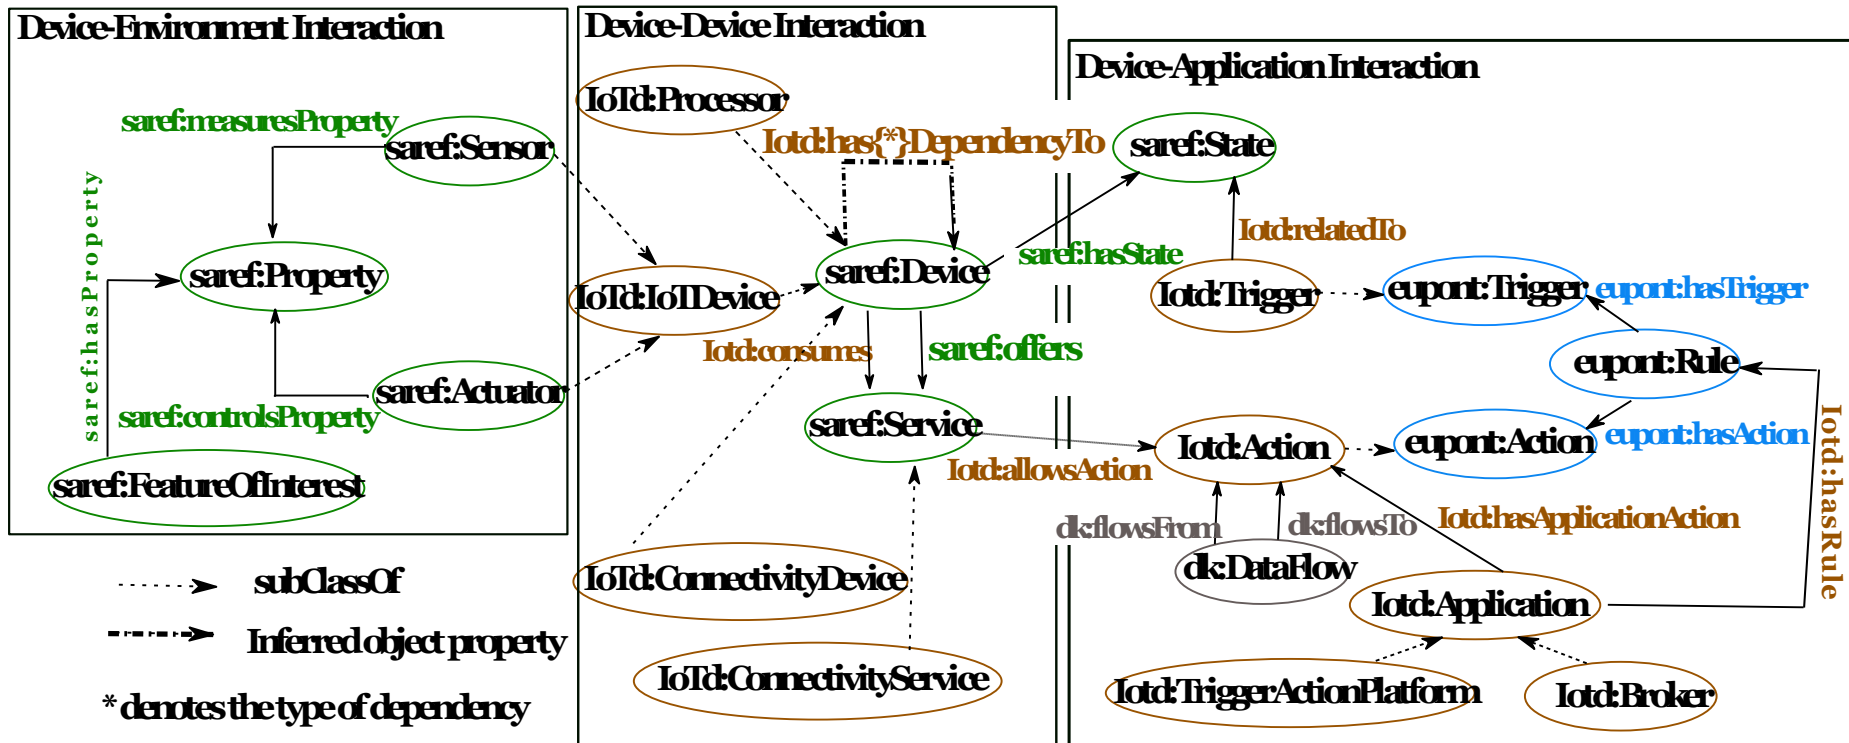 Device-Environment Interaction
saref:measuresProperty
saref:Sensor
saref:hasProperty
saref:Property
saref:Actuator
saref:controlsProperty
saref:FeatureOfInterest
subClassOf
Inferred object property
* denotes the type of dependency
Device-Device Interaction
IoTd:Processor
Iotd:has{*}DependencyTo
saref:Device
IoTd:IoTDevice
Iotd:consumes
saref:offers
saref:Service
IoTd:ConnectivityDevice
IoTd:ConnectivityService
Device-Application Interaction
saref:State
saref:hasState
Iotd:relatedTo
Iotd:Trigger
eupont:Trigger
eupont:hasTrigger
eupont:Rule
Iotd:Action
eupont:Action
eupont:hasAction
Iotd:allowsAction
Iotd:hasRule
dk:flowsFrom
dk:flowsTo
Iotd:hasApplicationAction
dk:DataFlow
Iotd:Application
Iotd:TriggerActionPlatform
Iotd:Broker